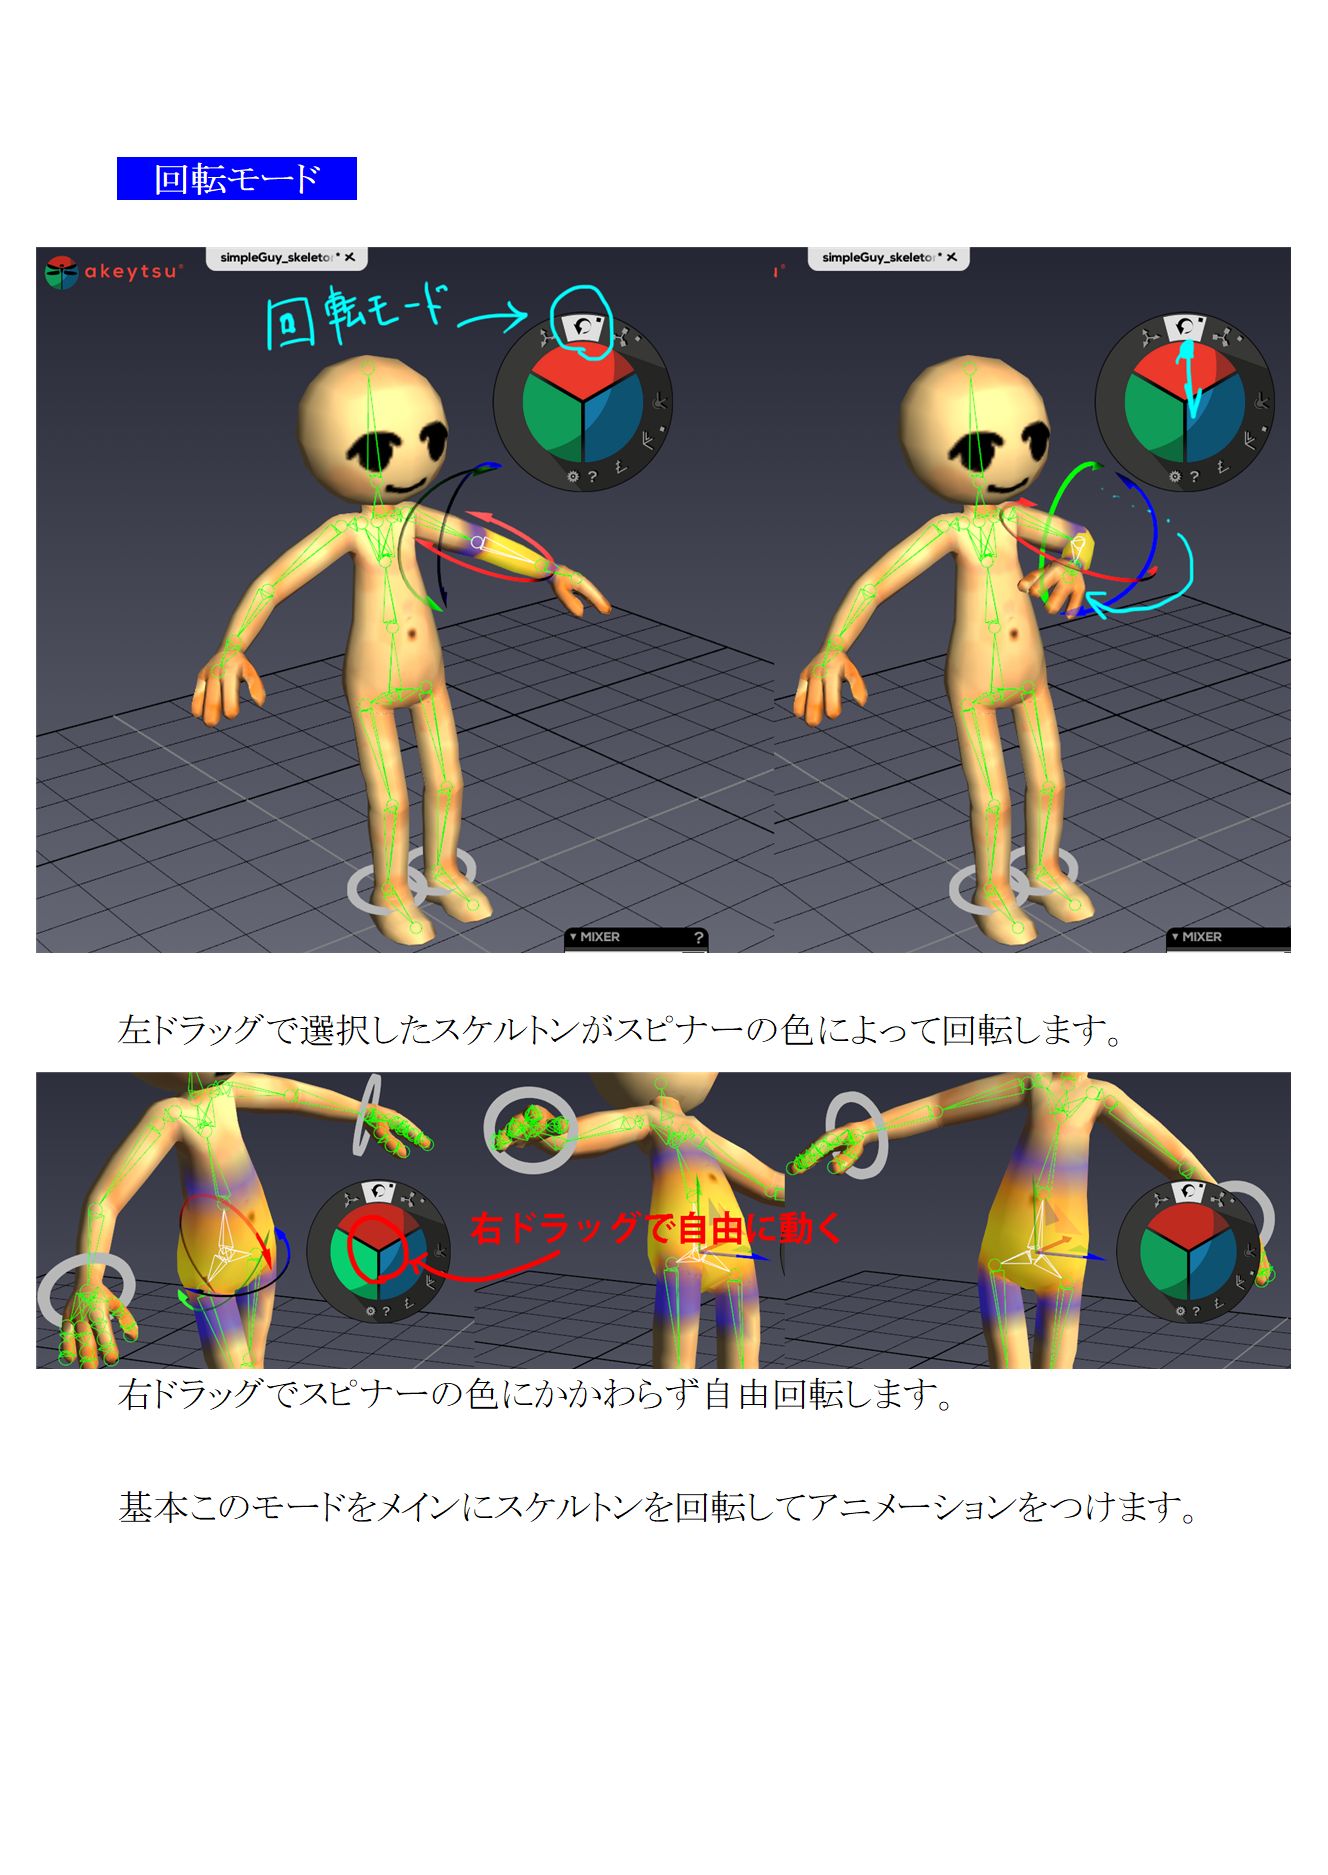 回転モード
akeytsu
simpleGuy_skeletor* ×
simpleGuy_skeletor* ×
回転モード
?
?
▼ MIXER ?
▼ MIXER
左ドラッグで選択したスケルトンがスピナーの色によって回転します。
右ドラッグで自由に動く
?
?
右ドラッグでスピナーの色にかかわらず自由回転します。
基本このモードをメインにスケルトンを回転してアニメーションをつけます。